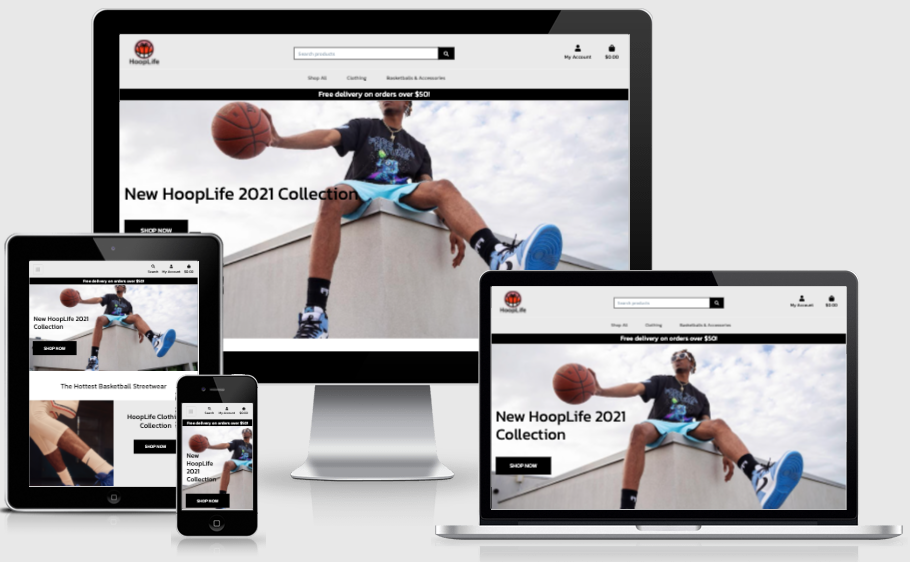 HoopLife
Search products
My Account
$0.00
Shop All
Clothing
Basketballs & Accessories
Free delivery on orders over $50!
New HoopLife 2021 Collection
SHOP NOW
Search
My Account
$0.00
Free delivery on orders over $50!
New HoopLife 2021
Collection
SHOP NOW
The Hottest Basketball Streetwear
HoopLife Clothi
Collection
SHOP NOW
Search
My Account
$0.00
Free delivery on orders over $50!
New
HoopLife
2021
Collection
SHOP NOW
HoopLife
Search products
My Account
$0.00
Shop All
Clothing
Basketballs & Accessories
Free delivery on orders over $50!
New HoopLife 2021
Collection
SHOP NOW